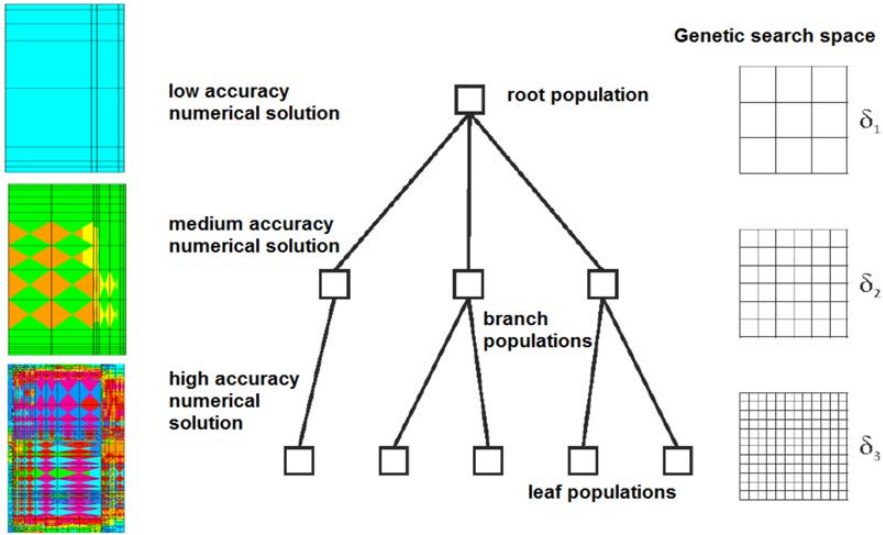 Genetic search space
low accuracy
numerical solution
root population
δ1
medium accuracy
numerical solution
δ2
branch
populations
high accuracy
numerical
solution
δ3
leaf populations